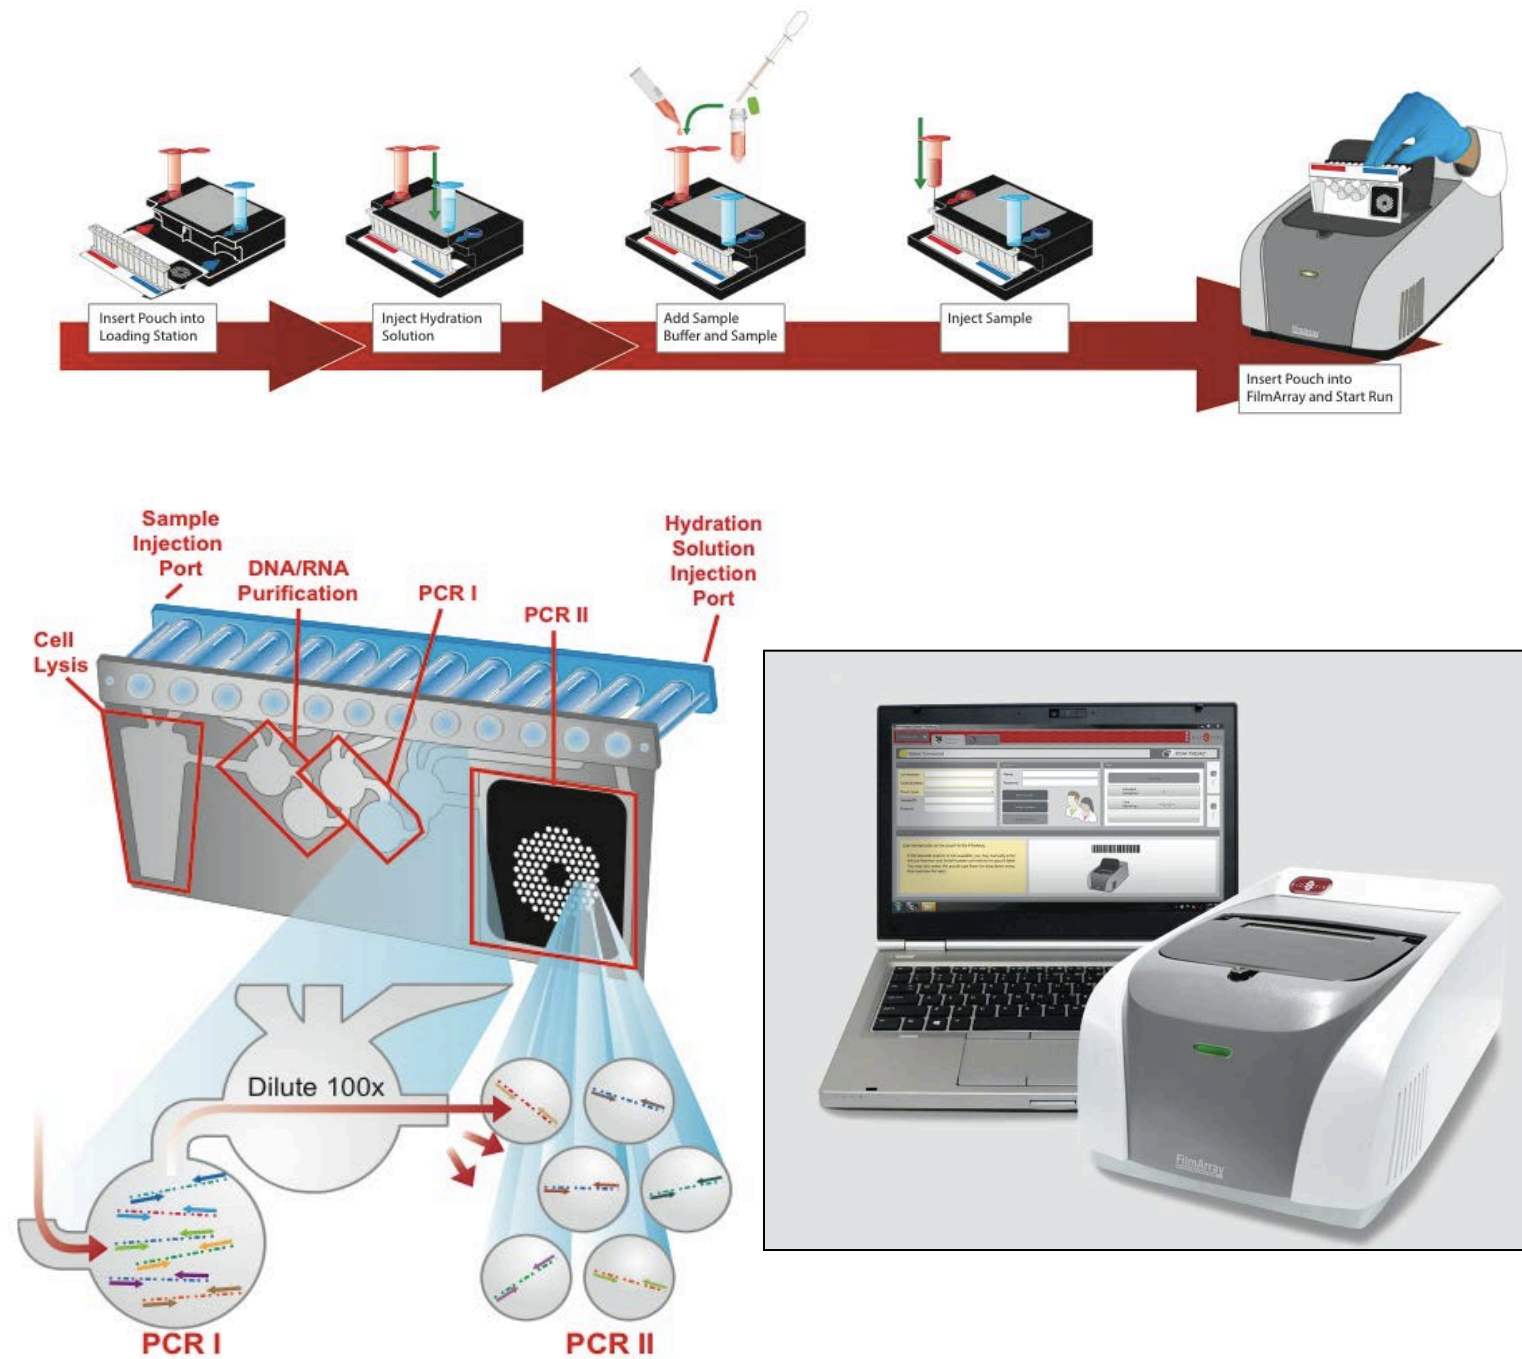 Insert Pouch into
Loading Station
Inject Hydration
Solution
Add Sample
Buffer and Sample
Inject Sample
Insert Pouch into
FilmArray and Start Run
Sample
Injection
Port
DNA/RNA
Purification
PCR I
PCR II
Hydration
Solution
Injection
Port
Cell
Lysis
Dilute 100x
PCR I
PCR II
FilmArray